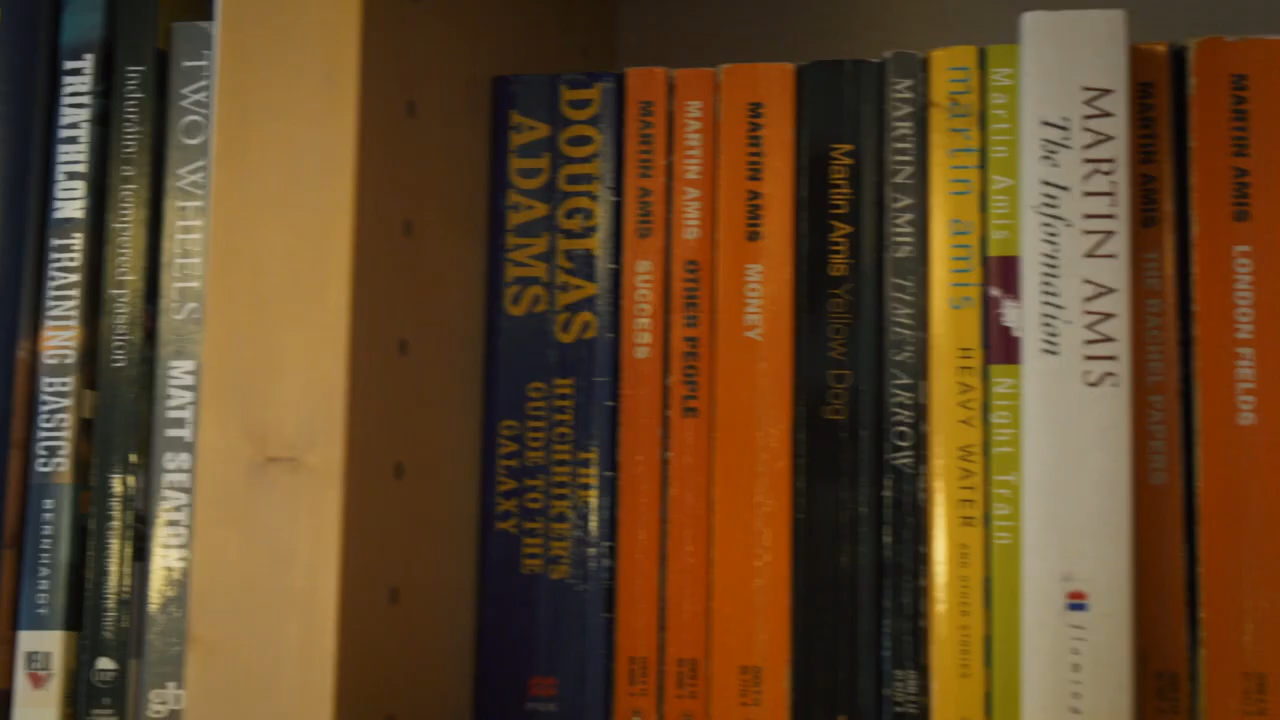 TRIATHLON TRAINING BASICS BERNHARDT
Indurain a tempered passion
TWO WHEELS MATT SEATON
DOUGLAS
ADAMS
THE
HITCHHIKER'S
GUIDE TO THE
GALAXY
MARTIN AMIS SUCCESS
MARTIN AMIS OTHER PEOPLE
MARTIN AMIS MONEY
Martin Amis Yellow Dog
MARTIN AMIS TIME'S ARROW
martin amis HEAVY WATER AND OTHER STORIES
Martin Amis Night Train
MARTIN AMIS
The Information
flamingo
MARTIN AMIS THE RACHEL PAPERS
MARTIN AMIS LONDON FIELDS